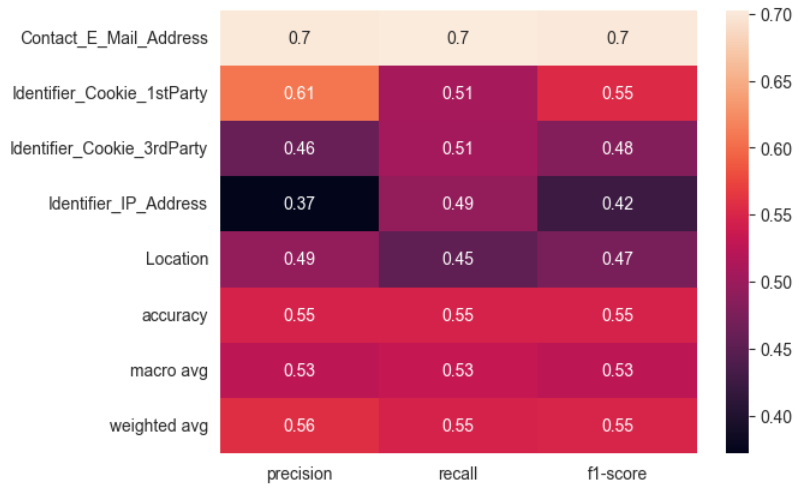 Contact_E_Mail_Address 0.7 0.7 0.7
Identifier_Cookie_1stParty 0.61 0.51 0.55
Identifier_Cookie_3rdParty 0.46 0.51 0.48
Identifier_IP_Address 0.37 0.49 0.42
Location 0.49 0.45 0.47
accuracy 0.55 0.55 0.55
macro avg 0.53 0.53 0.53
weighted avg 0.56 0.55 0.55
precision recall f1-score
0.70
0.65
0.60
0.55
0.50
0.45
0.40